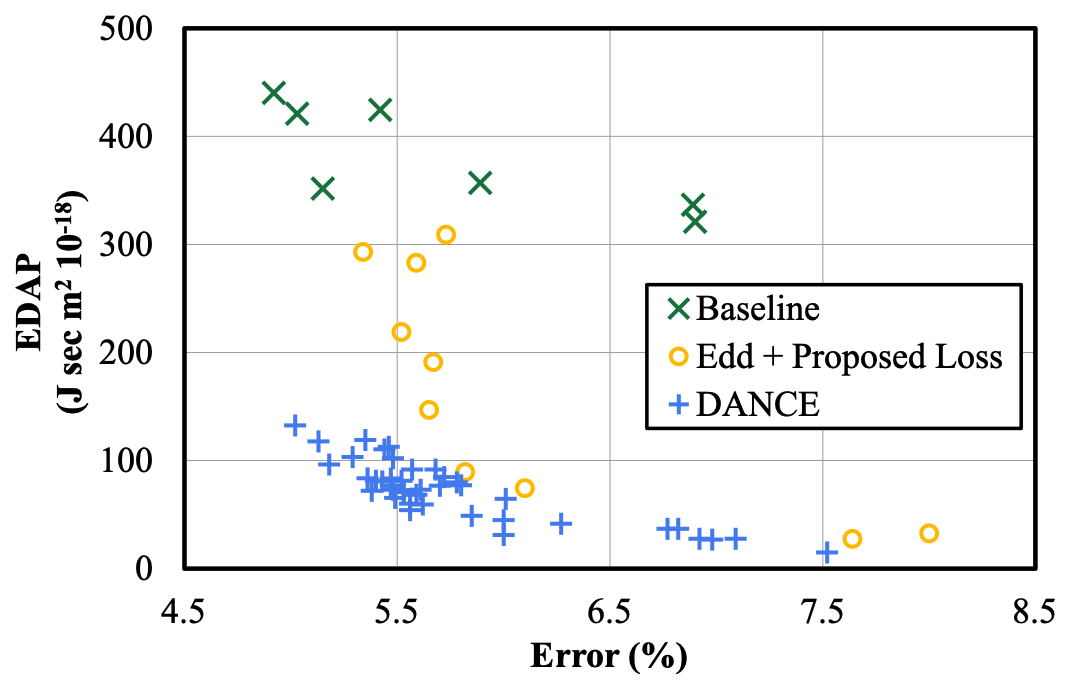 500
400
300
200
100
0
EDAP
(J sec m² 10⁻¹⁸)
Baseline
Edd + Proposed Loss
DANCE
4.5 5.5 6.5 7.5 8.5
Error (%)